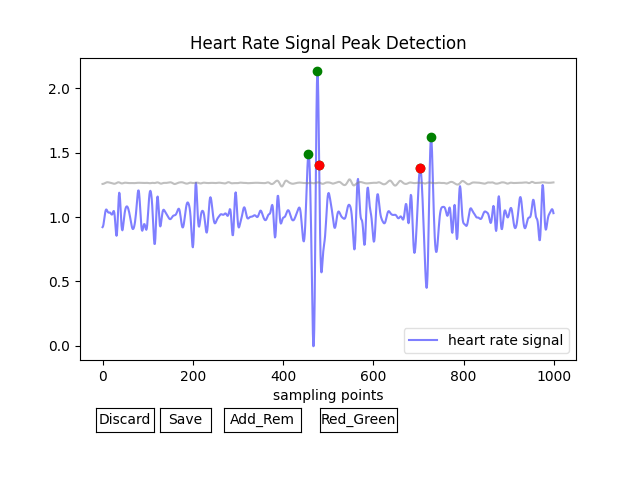 Heart Rate Signal Peak Detection
2.0
1.5
1.0
0.5
0.0
heart rate signal
0 200 400 600 800 1000
sampling points
Discard Save Add_Rem Red_Green